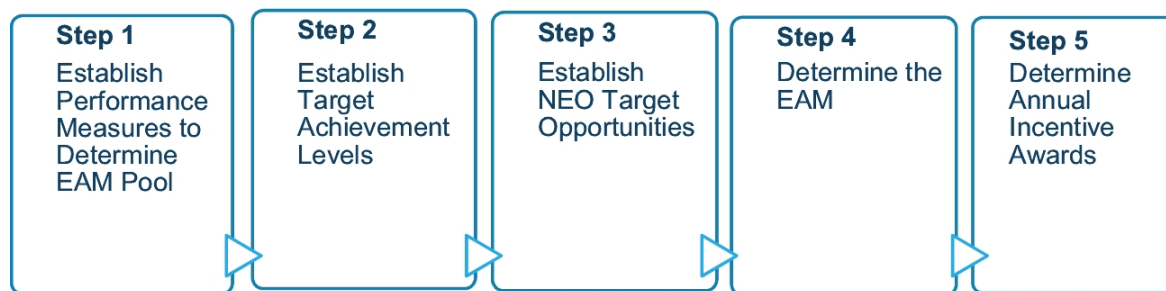 Step 1
Establish
Performance
Measures to
Determine
EAM Pool
Step 2
Establish
Target
Achievement
Levels
Step 3
Establish
NEO Target
Opportunities
Step 4
Determine the
EAM
Step 5
Determine
Annual
Incentive
Awards